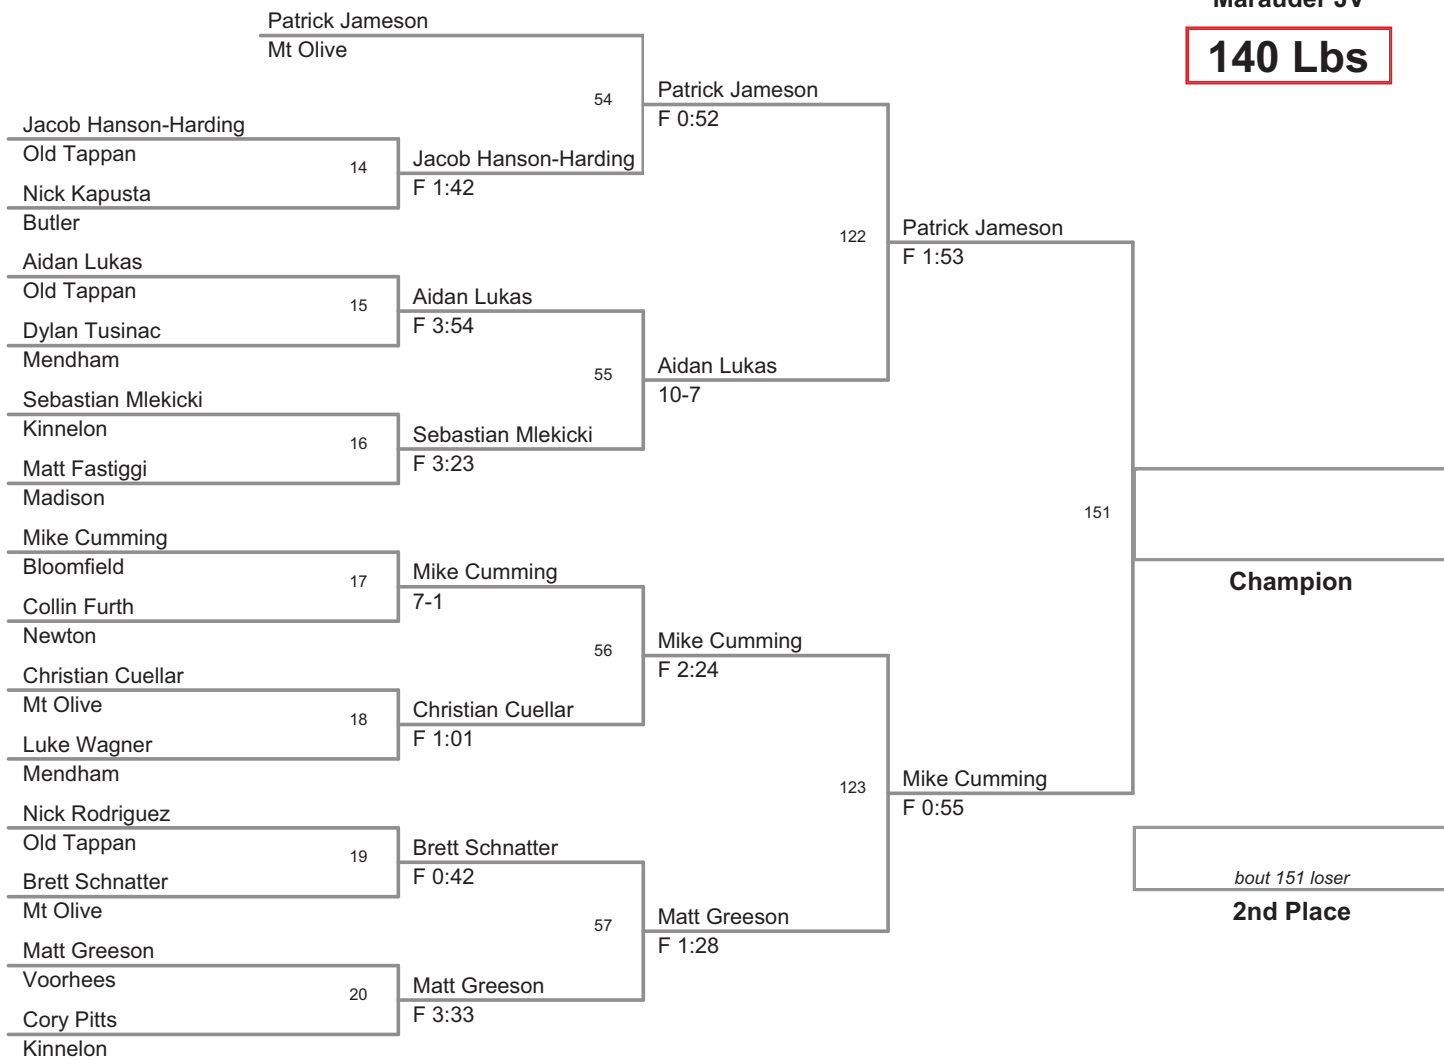 Marauder JV
140 Lbs
Patrick Jameson
Mt Olive
54
Patrick Jameson
F 0:52
Jacob Hanson-Harding
Old Tappan
14
Jacob Hanson-Harding
F 1:42
Nick Kapusta
Butler
122
Patrick Jameson
F 1:53
Aidan Lukas
Old Tappan
15
Aidan Lukas
F 3:54
Dylan Tusinac
Mendham
55
Aidan Lukas
10-7
Sebastian Mlekicki
Kinnelon
16
Sebastian Mlekicki
F 3:23
Matt Fastiggi
Madison
151
Champion
Mike Cumming
Bloomfield
17
Mike Cumming
7-1
Collin Furth
Newton
56
Mike Cumming
F 2:24
Christian Cuellar
Mt Olive
18
Christian Cuellar
F 1:01
Luke Wagner
Mendham
123
Mike Cumming
F 0:55
Nick Rodriguez
Old Tappan
19
Brett Schnatter
F 0:42
Brett Schnatter
Mt Olive
bout 151 loser
2nd Place
57
Matt Greeson
F 1:28
Matt Greeson
Voorhees
20
Matt Greeson
F 3:33
Cory Pitts
Kinnelon